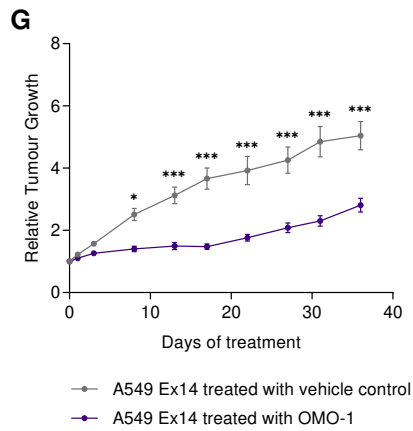 G
8
6
4
2
0
Relative Tumour Growth
* *** *** *** *** *** ***
0 10 20 30 40
Days of treatment
A549 Ex14 treated with vehicle control
A549 Ex14 treated with OMO-1